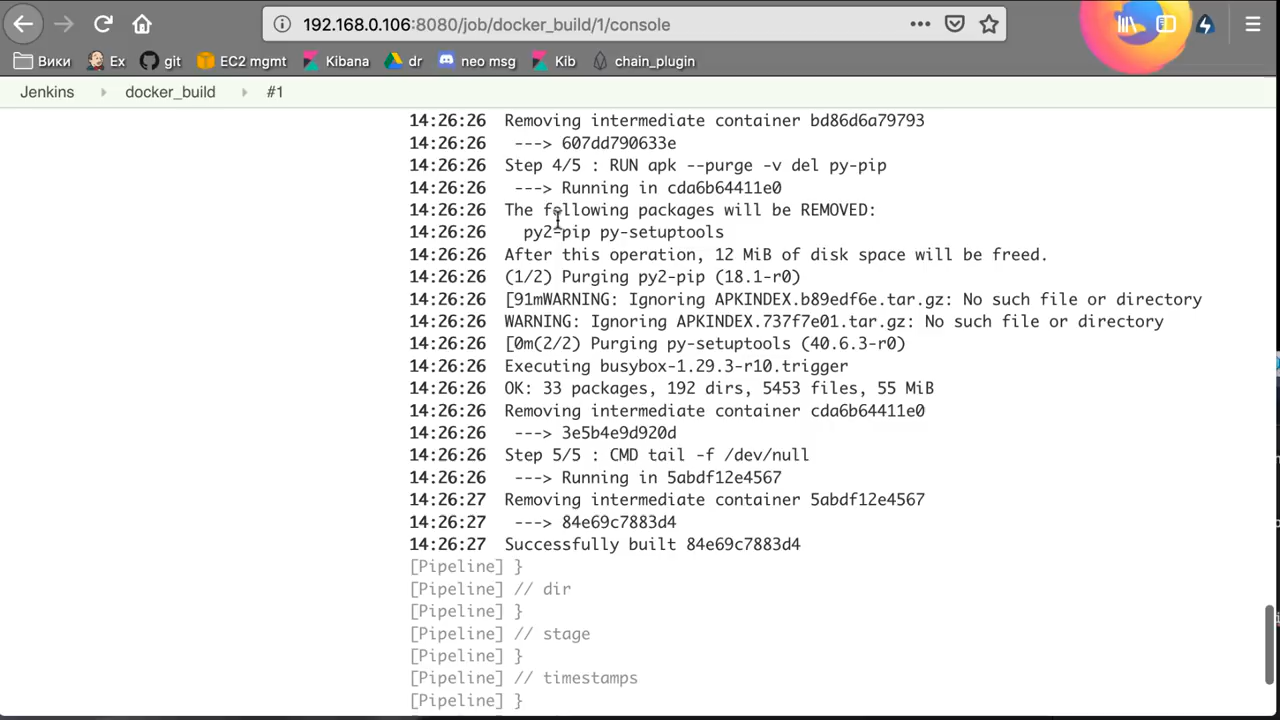 192.168.0.106:8080/job/docker_build/1/console
Вики Ex git EC2 mgmt Kibana dr neo msg Kib chain_plugin
Jenkins docker_build #1
14:26:26 Removing intermediate container bd86d6a79793
14:26:26 ---> 607dd790633e
14:26:26 Step 4/5 : RUN apk --purge -v del py-pip
14:26:26 ---> Running in cda6b64411e0
14:26:26 The following packages will be REMOVED:
14:26:26 py2-pip py-setuptools
14:26:26 After this operation, 12 MiB of disk space will be freed.
14:26:26 (1/2) Purging py2-pip (18.1-r0)
14:26:26 [91mWARNING: Ignoring APKINDEX.b89edf6e.tar.gz: No such file or directory
14:26:26 WARNING: Ignoring APKINDEX.737f7e01.tar.gz: No such file or directory
14:26:26 [0m(2/2) Purging py-setuptools (40.6.3-r0)
14:26:26 Executing busybox-1.29.3-r10.trigger
14:26:26 OK: 33 packages, 192 dirs, 5453 files, 55 MiB
14:26:26 Removing intermediate container cda6b64411e0
14:26:26 ---> 3e5b4e9d920d
14:26:26 Step 5/5 : CMD tail -f /dev/null
14:26:26 ---> Running in 5abdf12e4567
14:26:27 Removing intermediate container 5abdf12e4567
14:26:27 ---> 84e69c7883d4
14:26:27 Successfully built 84e69c7883d4
[Pipeline] }
[Pipeline] // dir
[Pipeline] }
[Pipeline] // stage
[Pipeline] }
[Pipeline] // timestamps
[Pipeline] }